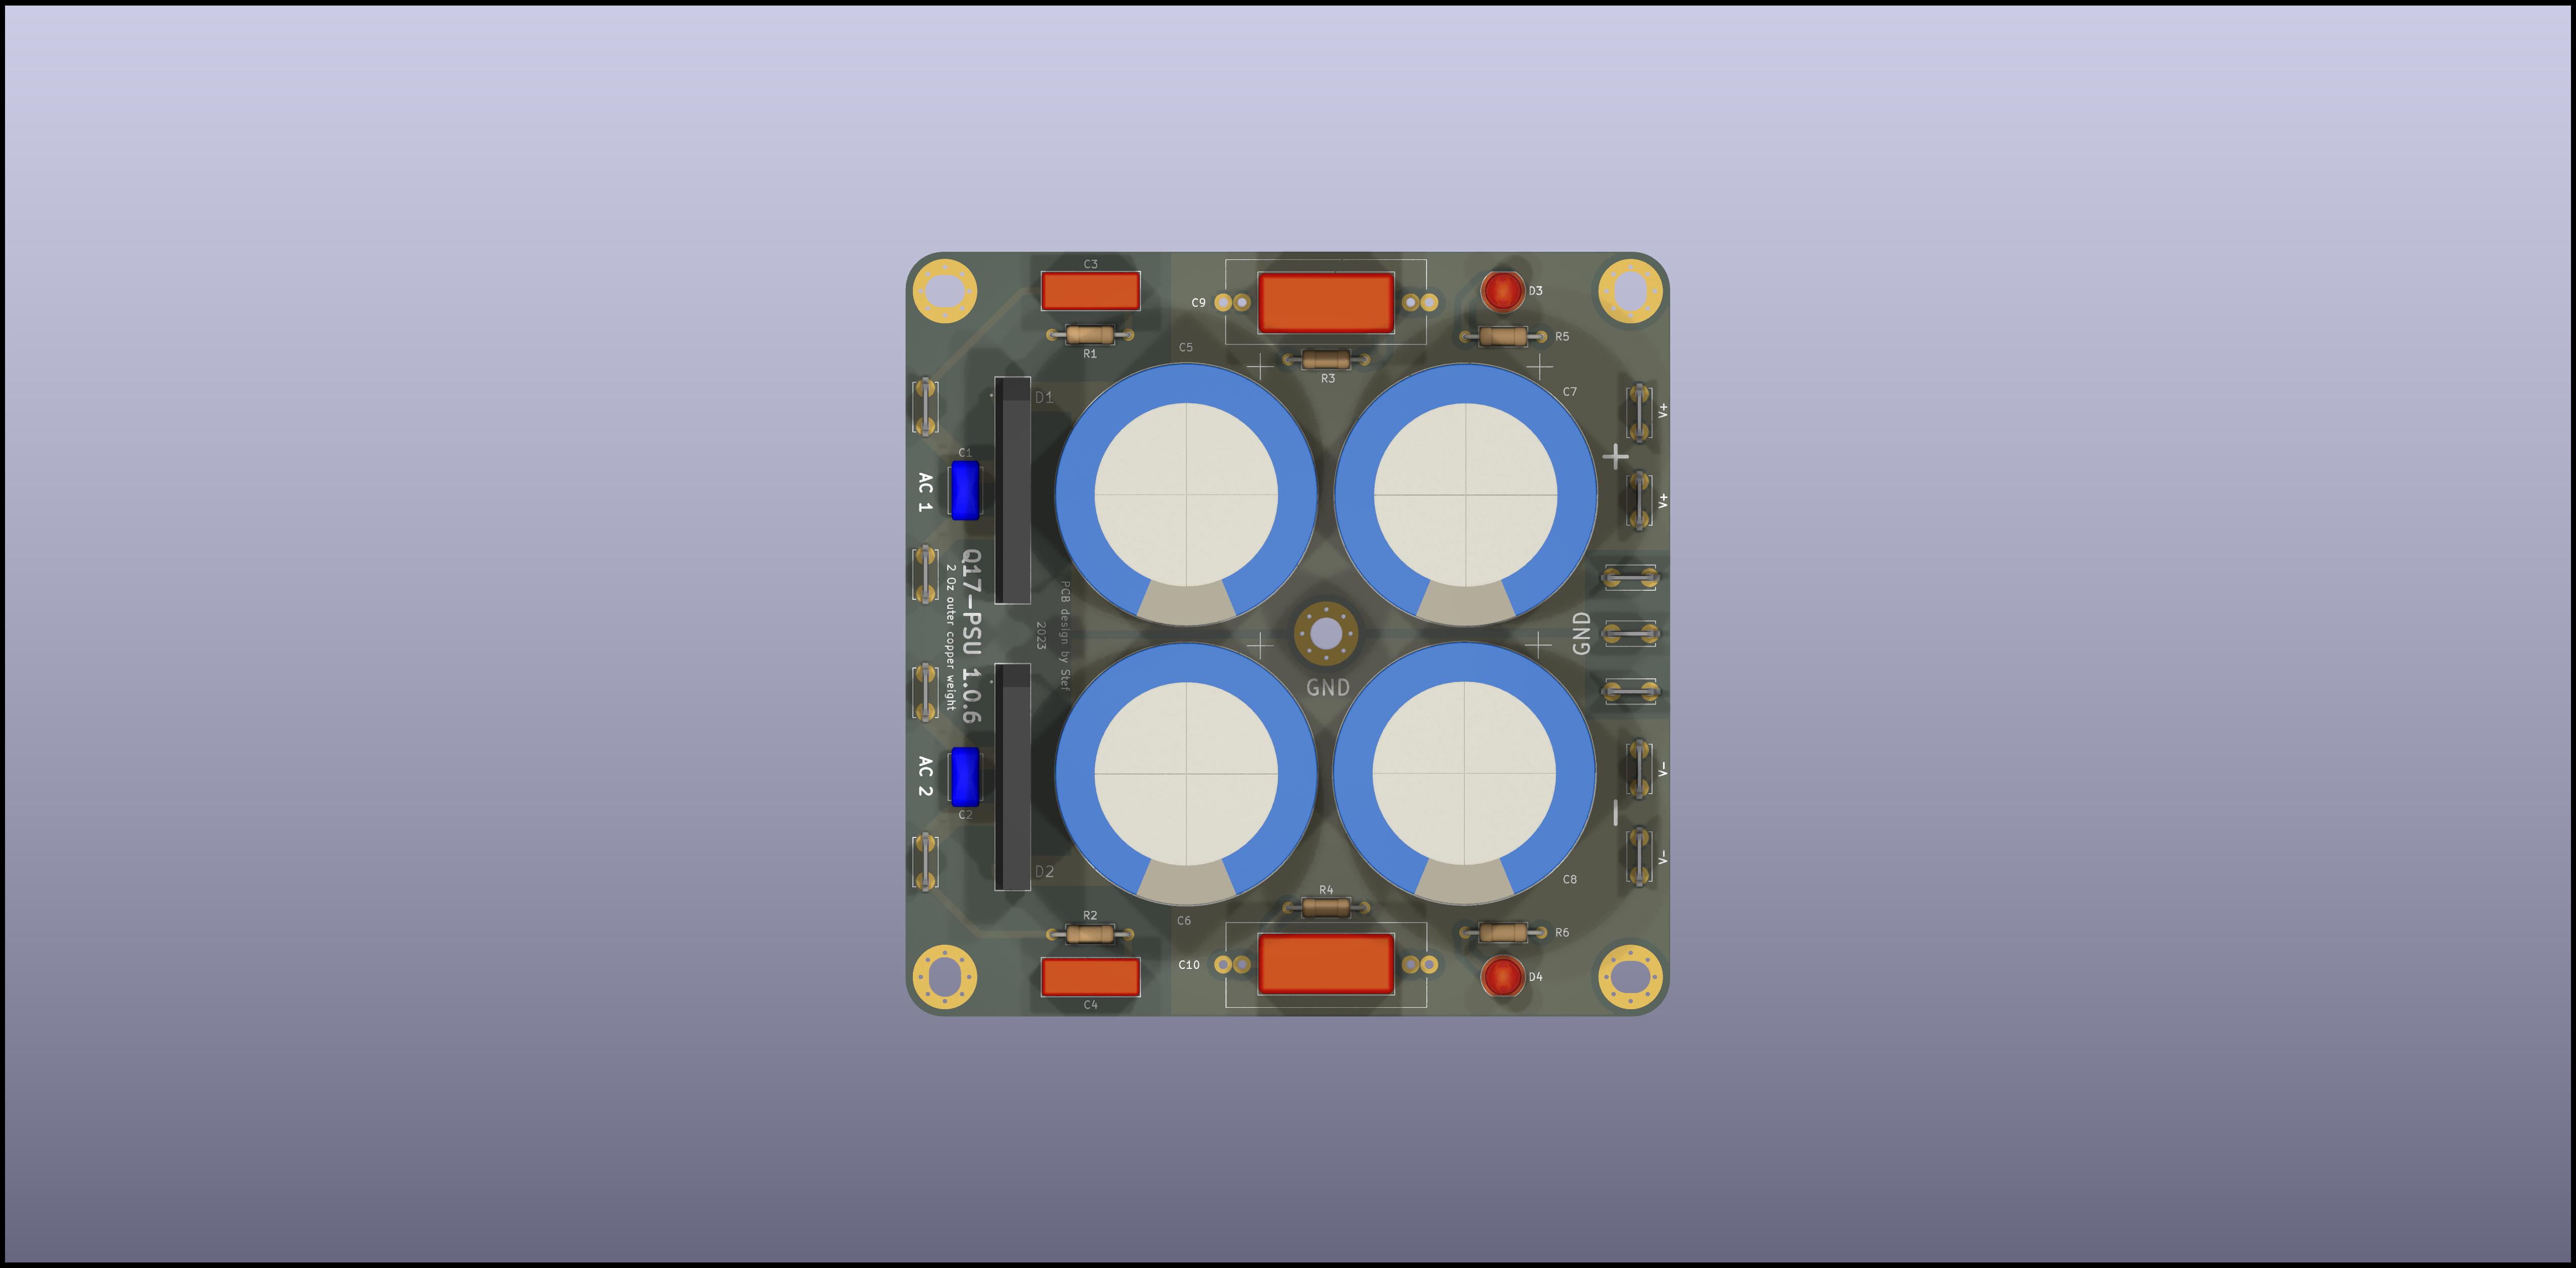 C3
R1
C9
R3
D3
R5
C5
C7
D1
C1
AC 1
V+
+
V+
Q17-PSU 1.0.6
2 Oz outer copper weight
2023
PCB design by Stef
GND
GND
V-
-
V-
AC 2
C2
D2
C8
R4
C6
R2
R6
C10
D4
C4